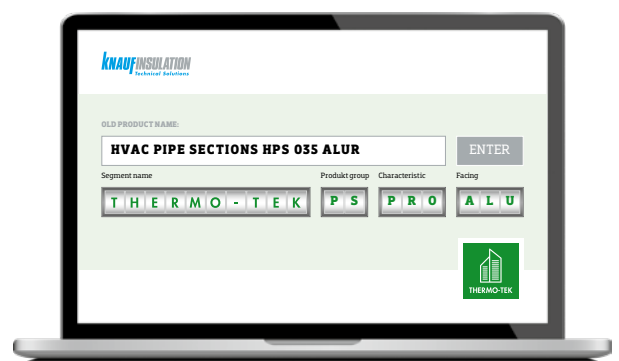 KNAUFINSULATION
Technical Solutions
OLD PRODUCT NAME:
HVAC PIPE SECTIONS HPS 035 ALUR
ENTER
Segment name Produkt group Characteristic Facing
THERMO-TEK PS PRO ALU
THERMO-TEK